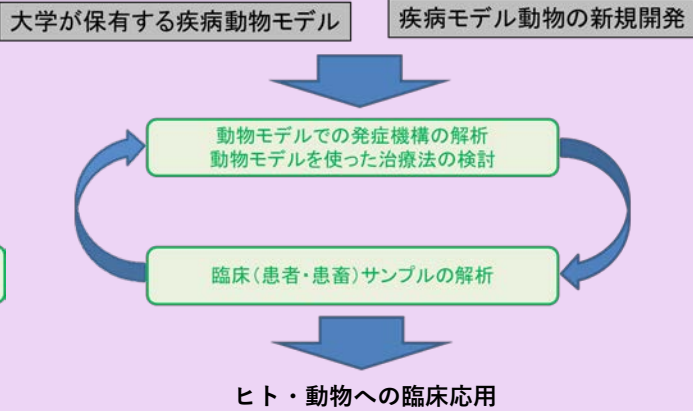 大学が保有する疾病動物モデル
疾病モデル動物の新規開発
動物モデルでの発症機構の解析
動物モデルを使った治療法の検討
臨床(患者・患畜)サンプルの解析
ヒト・動物への臨床応用